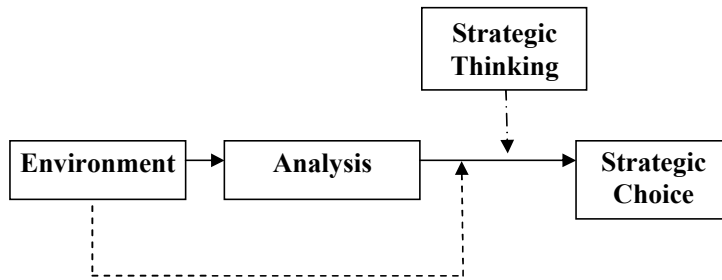 Strategic
Thinking
Environment
Analysis
Strategic
Choice